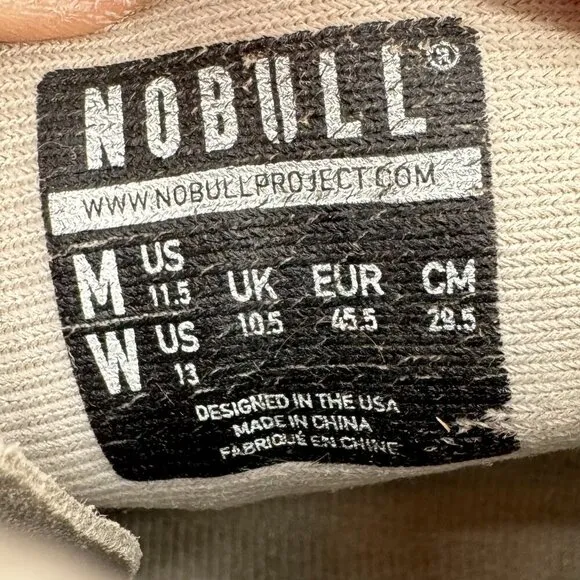 NOBULL®
WWW.NOBULLPROJECT.COM
M US 11.5 UK 10.5 EUR 45.5 CM 29.5
W US 13
DESIGNED IN THE USA
MADE IN CHINA
FABRIQUÉ EN CHINE